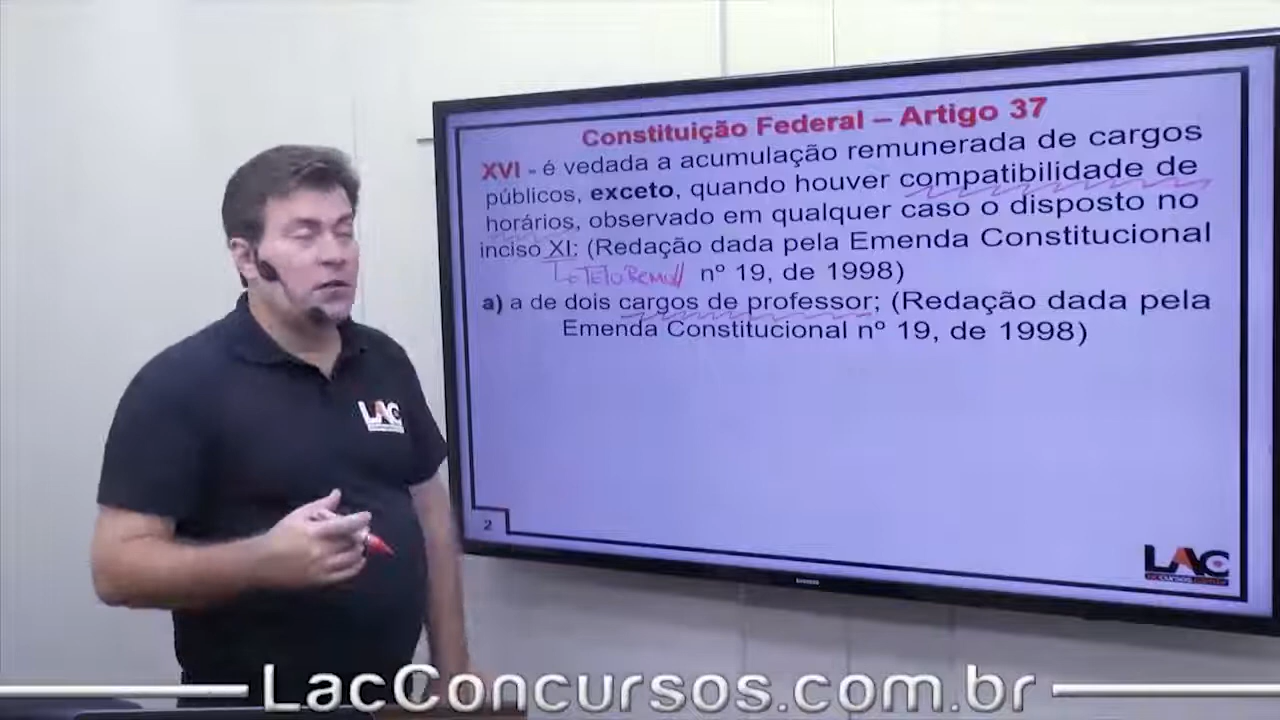 Constituição Federal – Artigo 37
XVI - é vedada a acumulação remunerada de cargos
públicos, exceto, quando houver compatibilidade de
horários, observado em qualquer caso o disposto no
inciso XI: (Redação dada pela Emenda Constitucional
nº 19, de 1998)
a) a de dois cargos de professor; (Redação dada pela
Emenda Constitucional nº 19, de 1998)
2
LAC
LAC
LacConcursos.com.br